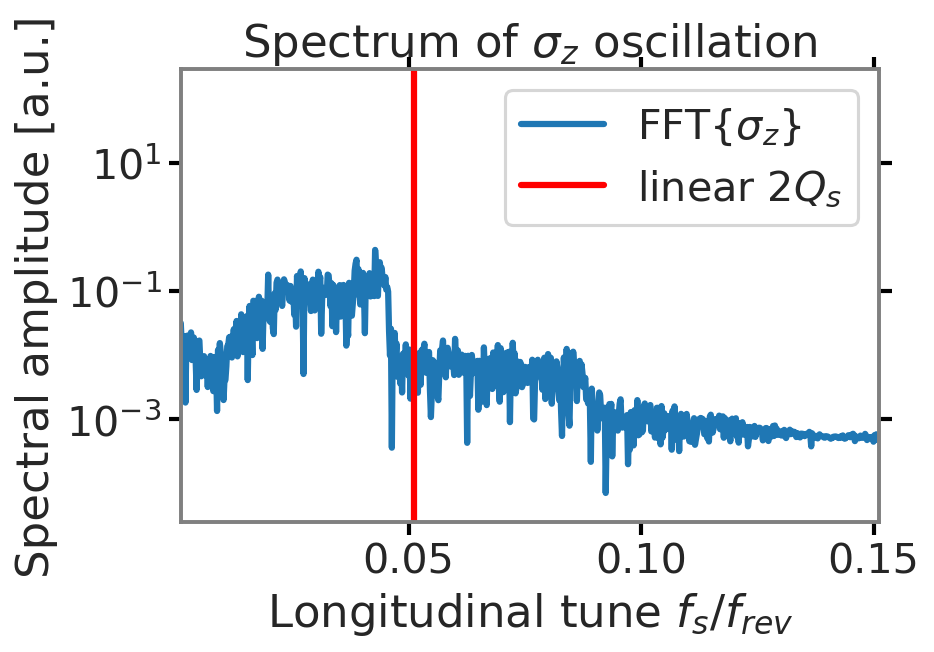 Spectrum of σ_z oscillation
Spectral amplitude [a.u.]
10^1
10^−1
10^−3
FFT{σ_z}
linear 2Q_s
0.05 0.10 0.15
Longitudinal tune f_s/f_rev